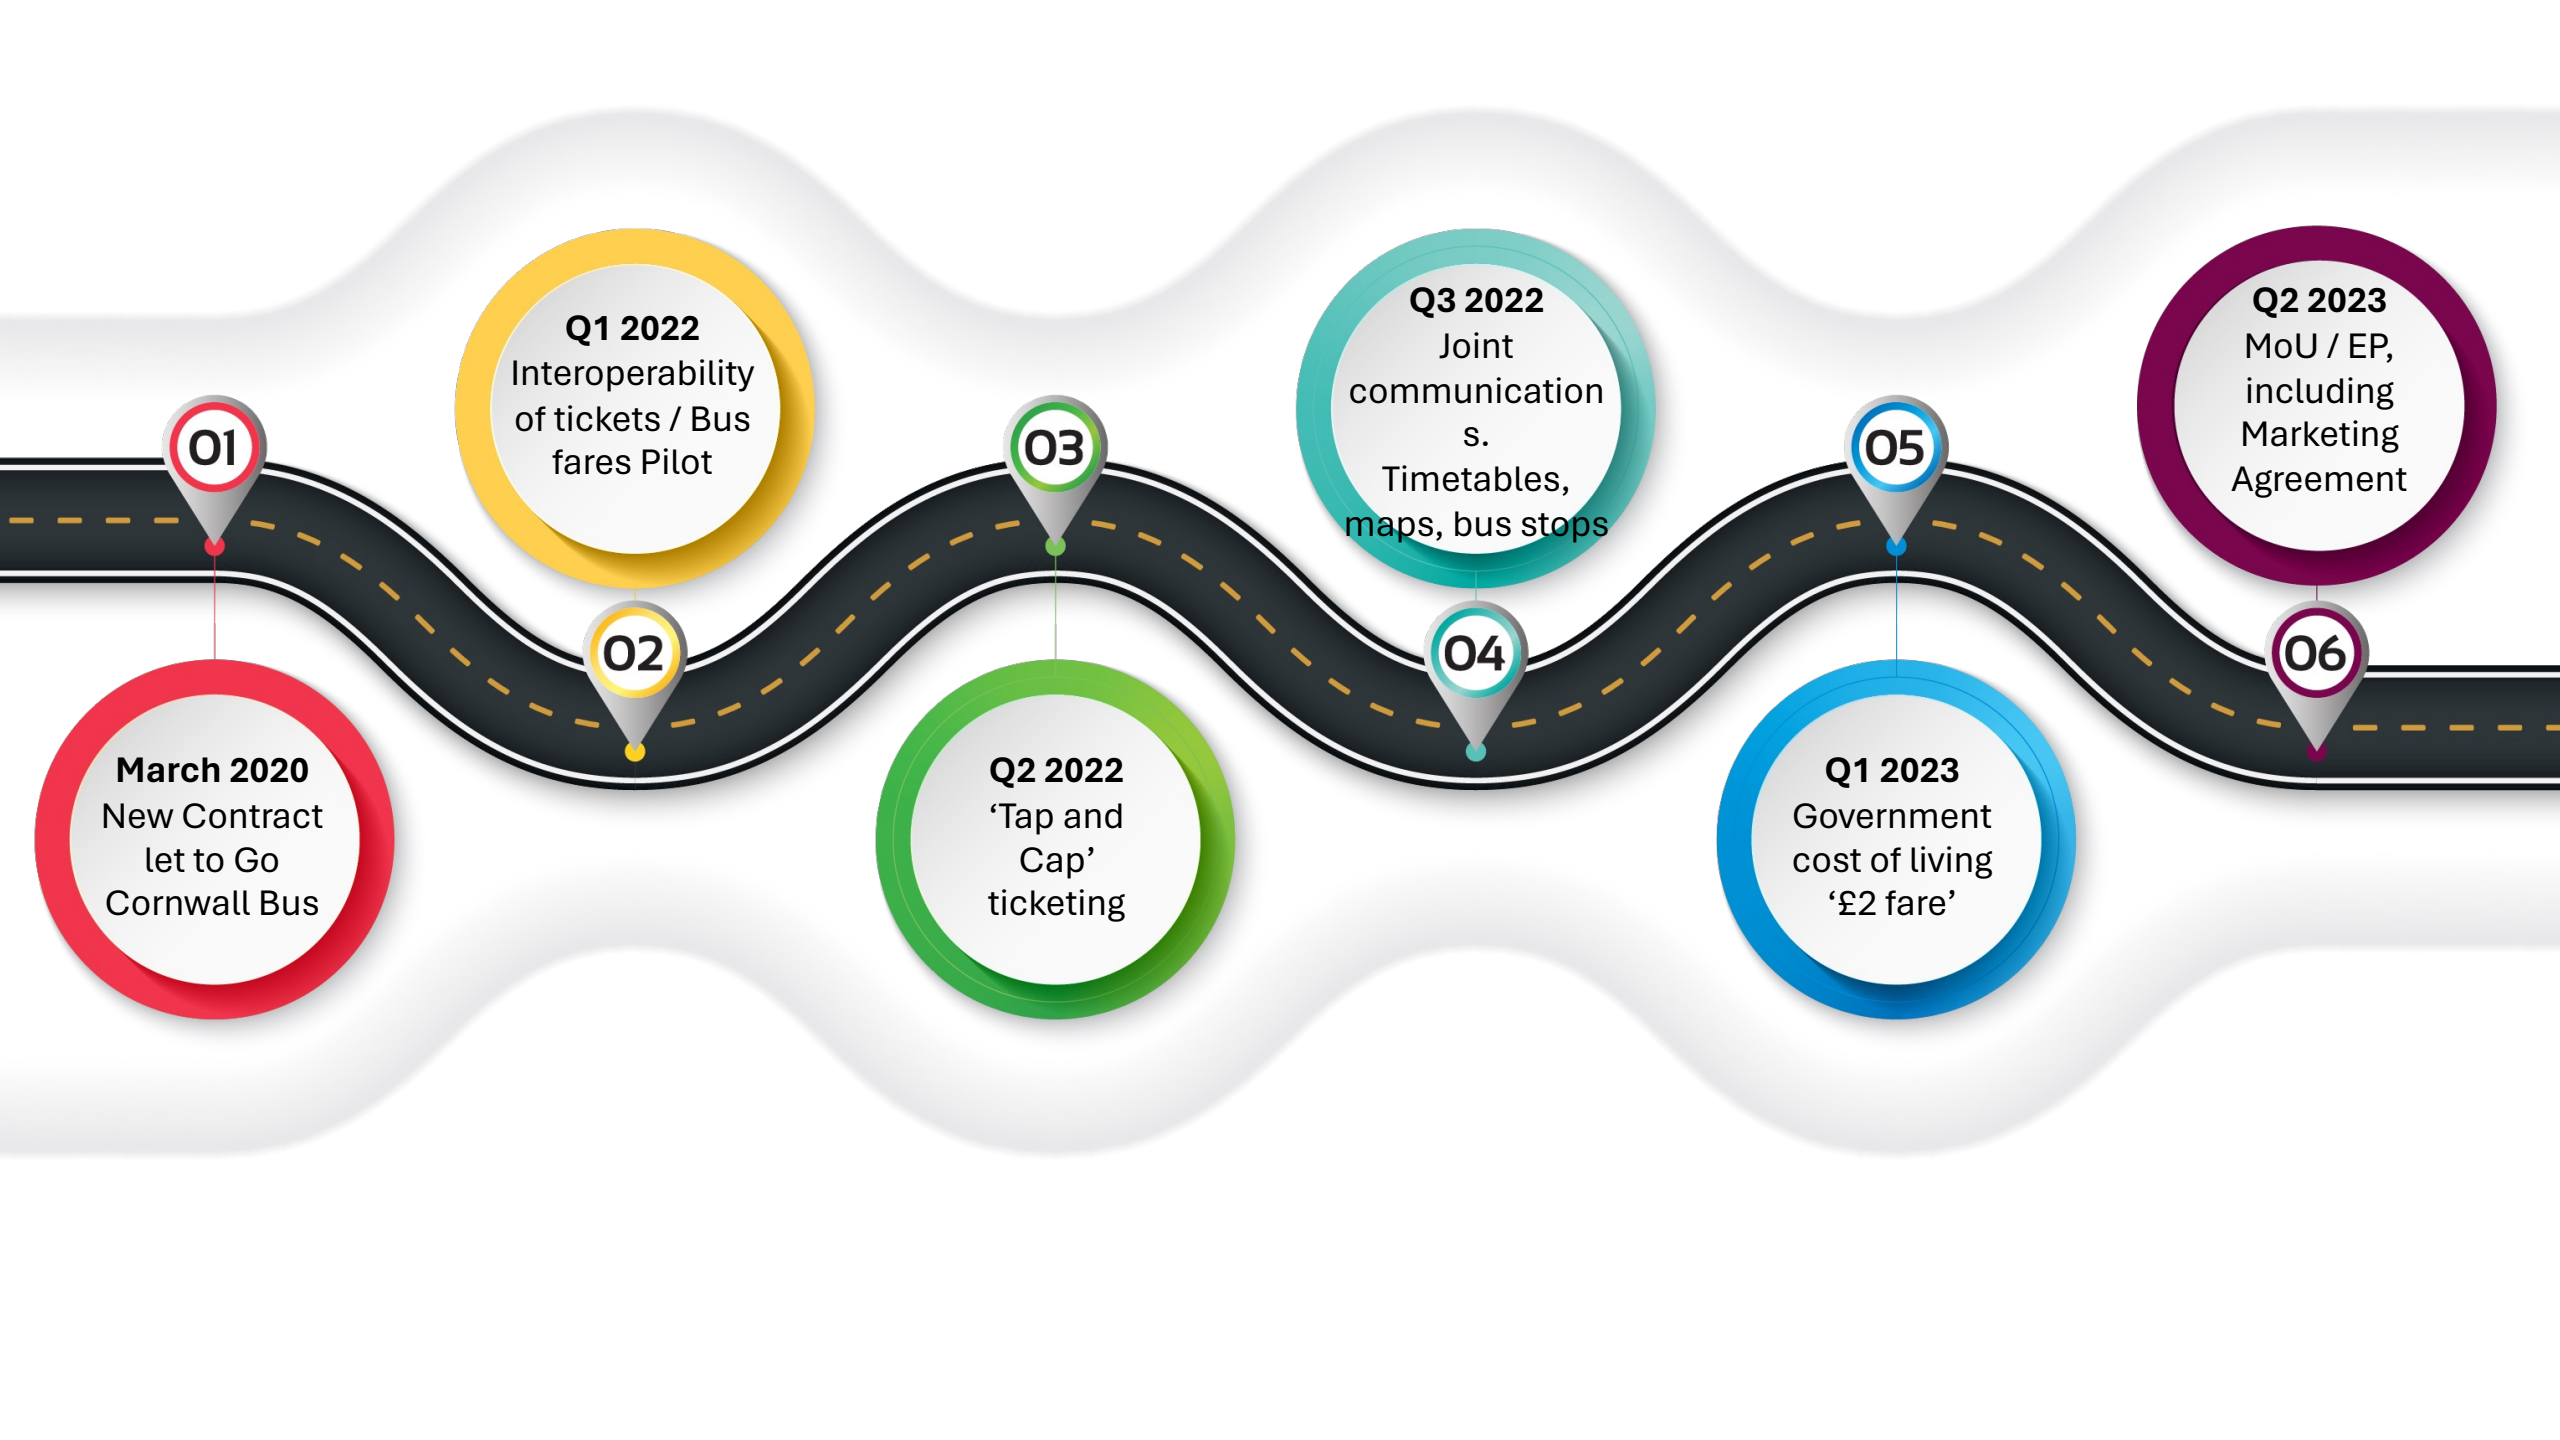 01
March 2020
New Contract
let to Go
Cornwall Bus
Q1 2022
Interoperability
of tickets / Bus
fares Pilot
02
03
Q2 2022
‘Tap and
Cap’
ticketing
Q3 2022
Joint
communication
s.
Timetables,
maps, bus stops
04
05
Q1 2023
Government
cost of living
‘£2 fare’
Q2 2023
MoU / EP,
including
Marketing
Agreement
06